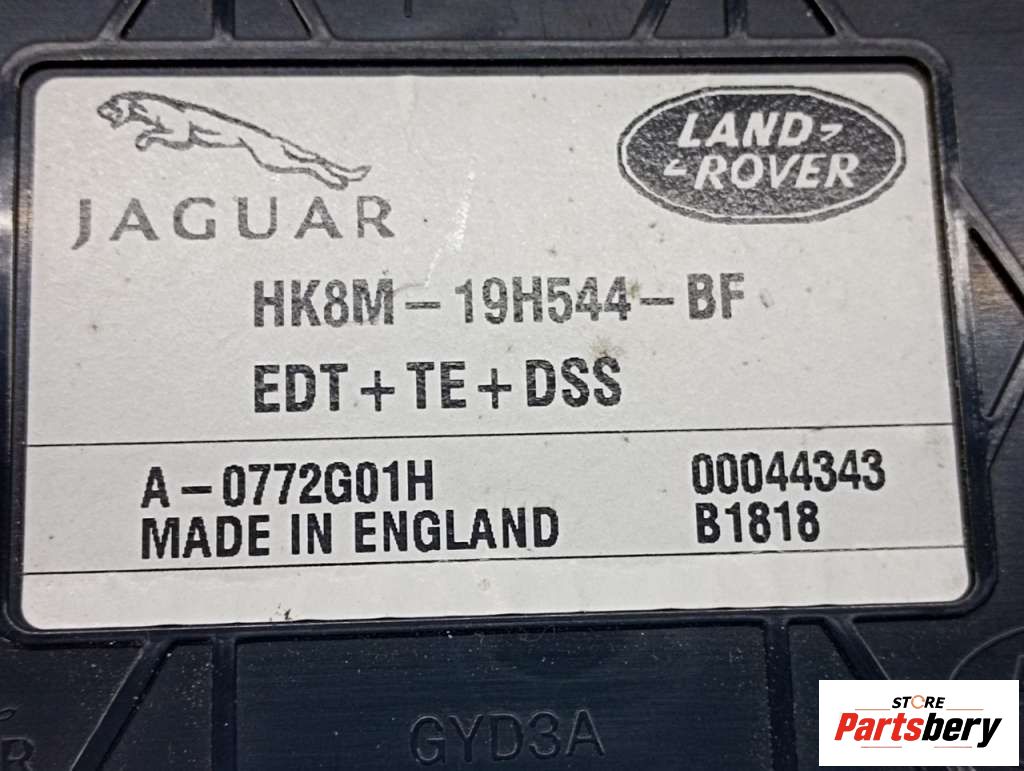 JAGUAR
LAND
ROVER
HK8M-19H544-BF
EDT+TE+DSS
A-0772G01H
00044343
MADE IN ENGLAND
B1818
GYD3A
STORE
Partsbery